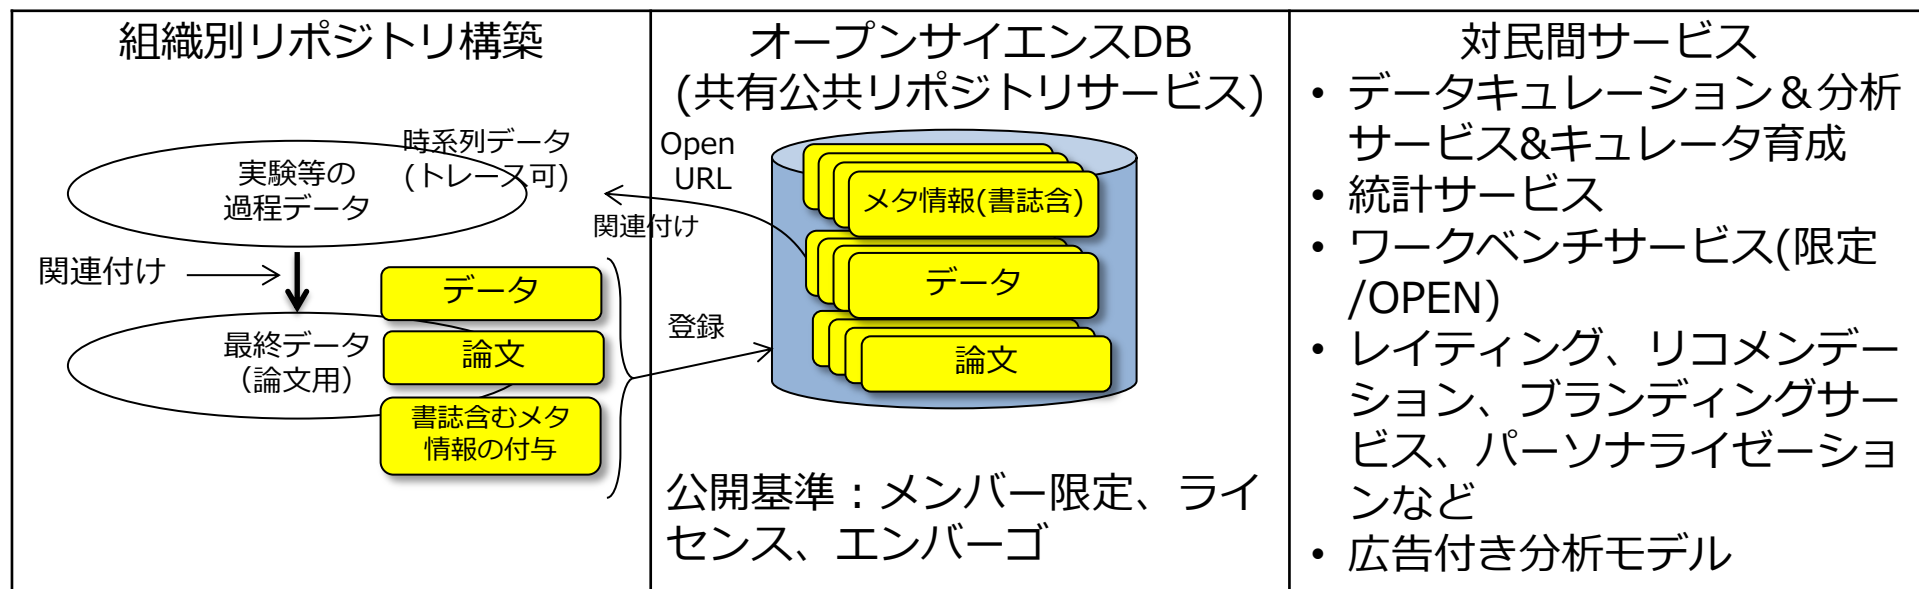 組織別リポジトリ構築
時系列データ
(トレース可)
実験等の
過程データ
関連付け
データ
最終データ
（論文用）
論文
書誌含むメタ
情報の付与
オープンサイエンスDB
(共有公共リポジトリサービス)
Open
URL
関連付け
登録
メタ情報(書誌含)
データ
論文
公開基準：メンバー限定、ライ
センス、エンバーゴ
対民間サービス
• データキュレーション＆分析
サービス&キュレータ育成
• 統計サービス
• ワークベンチサービス(限定
/OPEN)
• レイティング、リコメンデー
ション、ブランディングサー
ビス、パーソナライゼーショ
ンなど
• 広告付き分析モデル